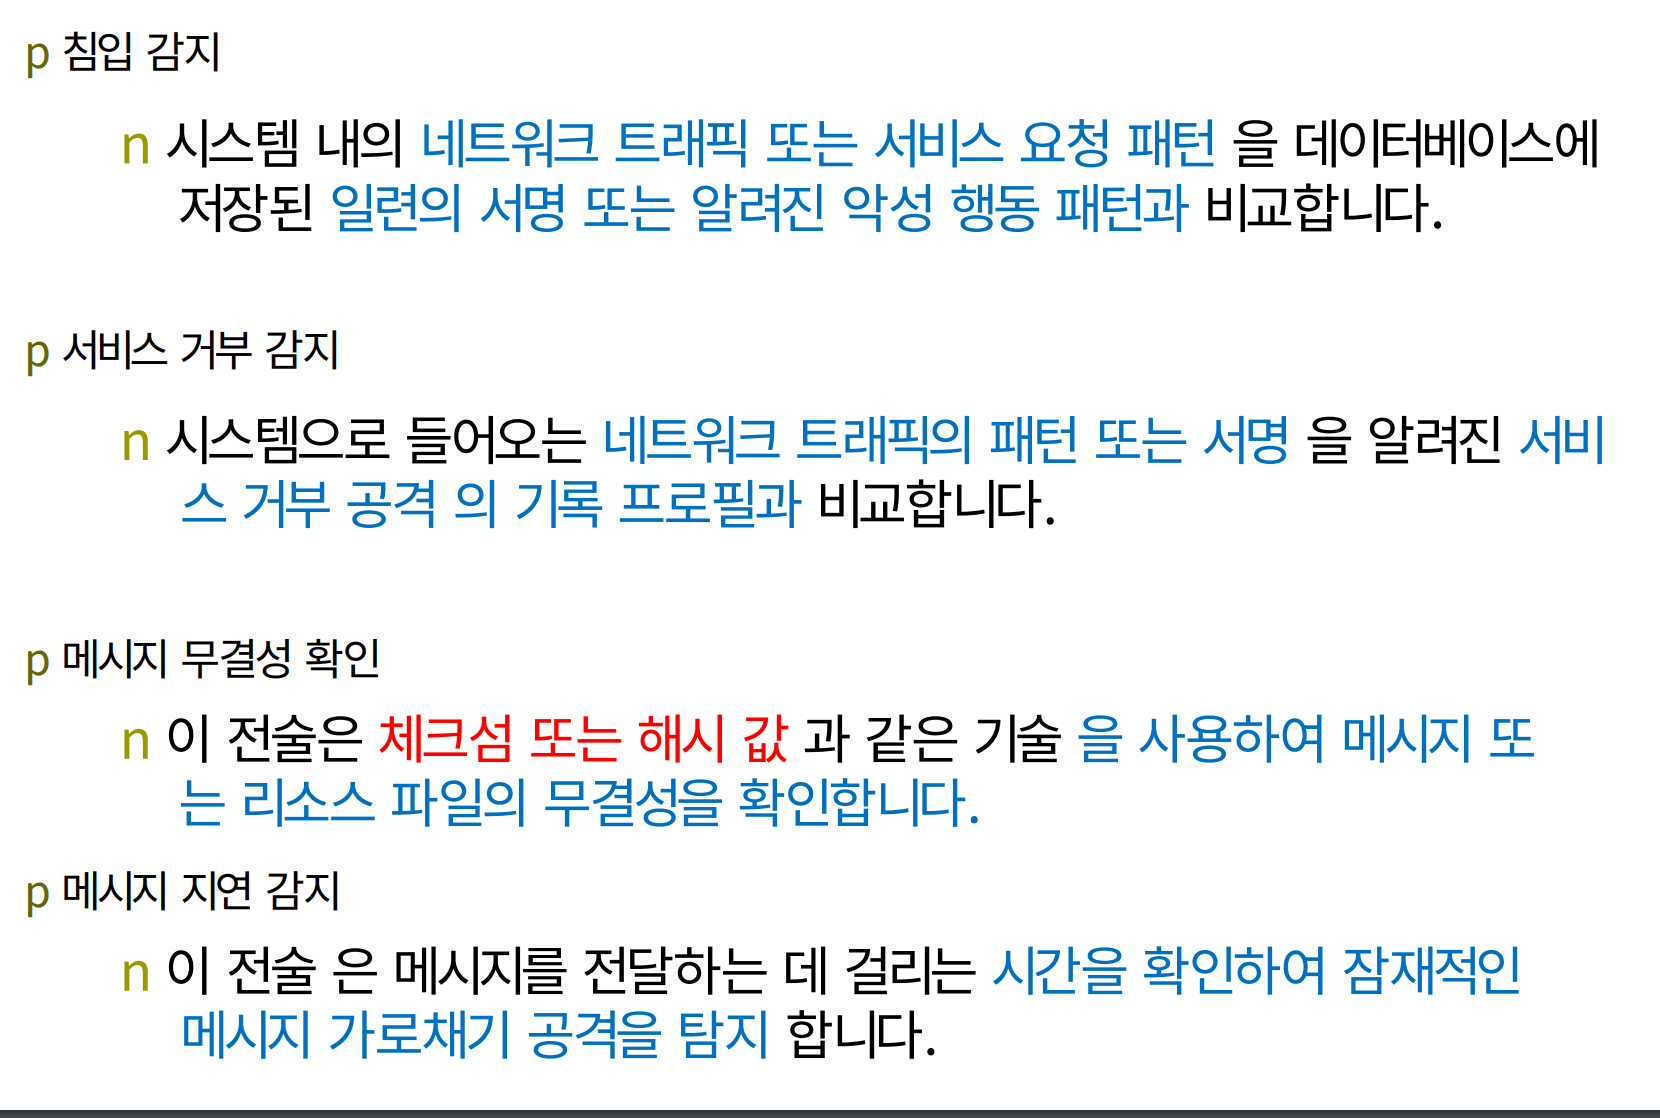 p 침입 감지
n 시스템 내의 네트워크 트래픽 또는 서비스 요청 패턴 을 데이터베이스에
저장된 일련의 서명 또는 알려진 악성 행동 패턴과 비교합니다.
p 서비스 거부 감지
n 시스템으로 들어오는 네트워크 트래픽의 패턴 또는 서명 을 알려진 서비
스 거부 공격 의 기록 프로필과 비교합니다.
p 메시지 무결성 확인
n 이 전술은 체크섬 또는 해시 값 과 같은 기술 을 사용하여 메시지 또
는 리소스 파일의 무결성을 확인합니다.
p 메시지 지연 감지
n 이 전술 은 메시지를 전달하는 데 걸리는 시간을 확인하여 잠재적인
메시지 가로채기 공격을 탐지 합니다.